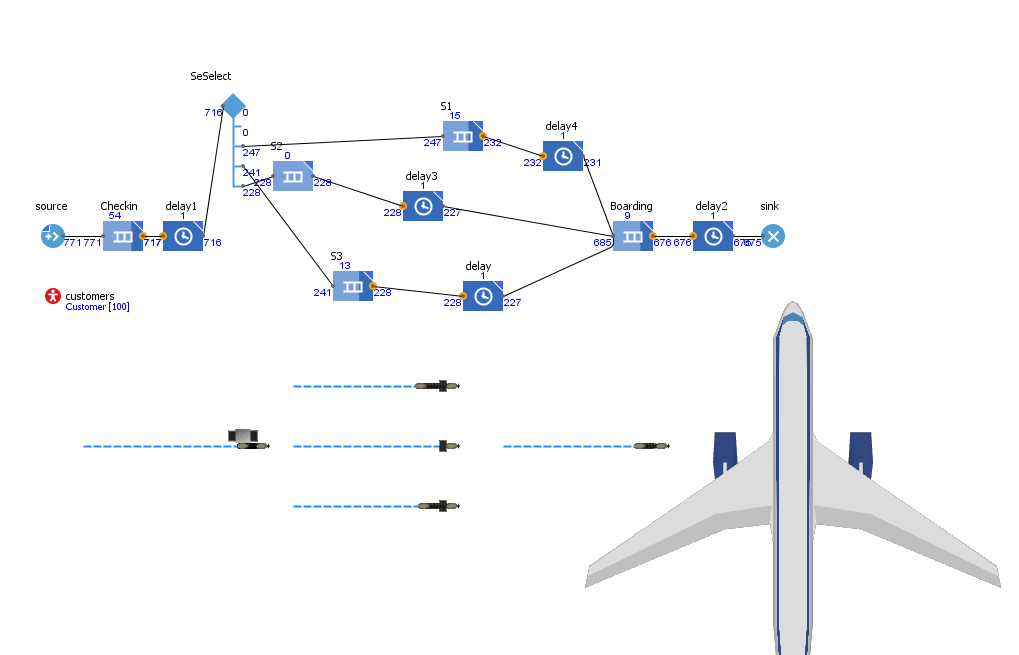 SeSelect
716
0
0
247
241
228
S1
15
247
232
delay4
1
232
231
S2
0
228
228
delay3
1
228
227
source
771
Checkin
54
771
717
delay1
1
716
Boarding
9
685
676
delay2
1
676
675
sink
675
S3
13
241
228
delay
1
228
227
customers
Customer [100]